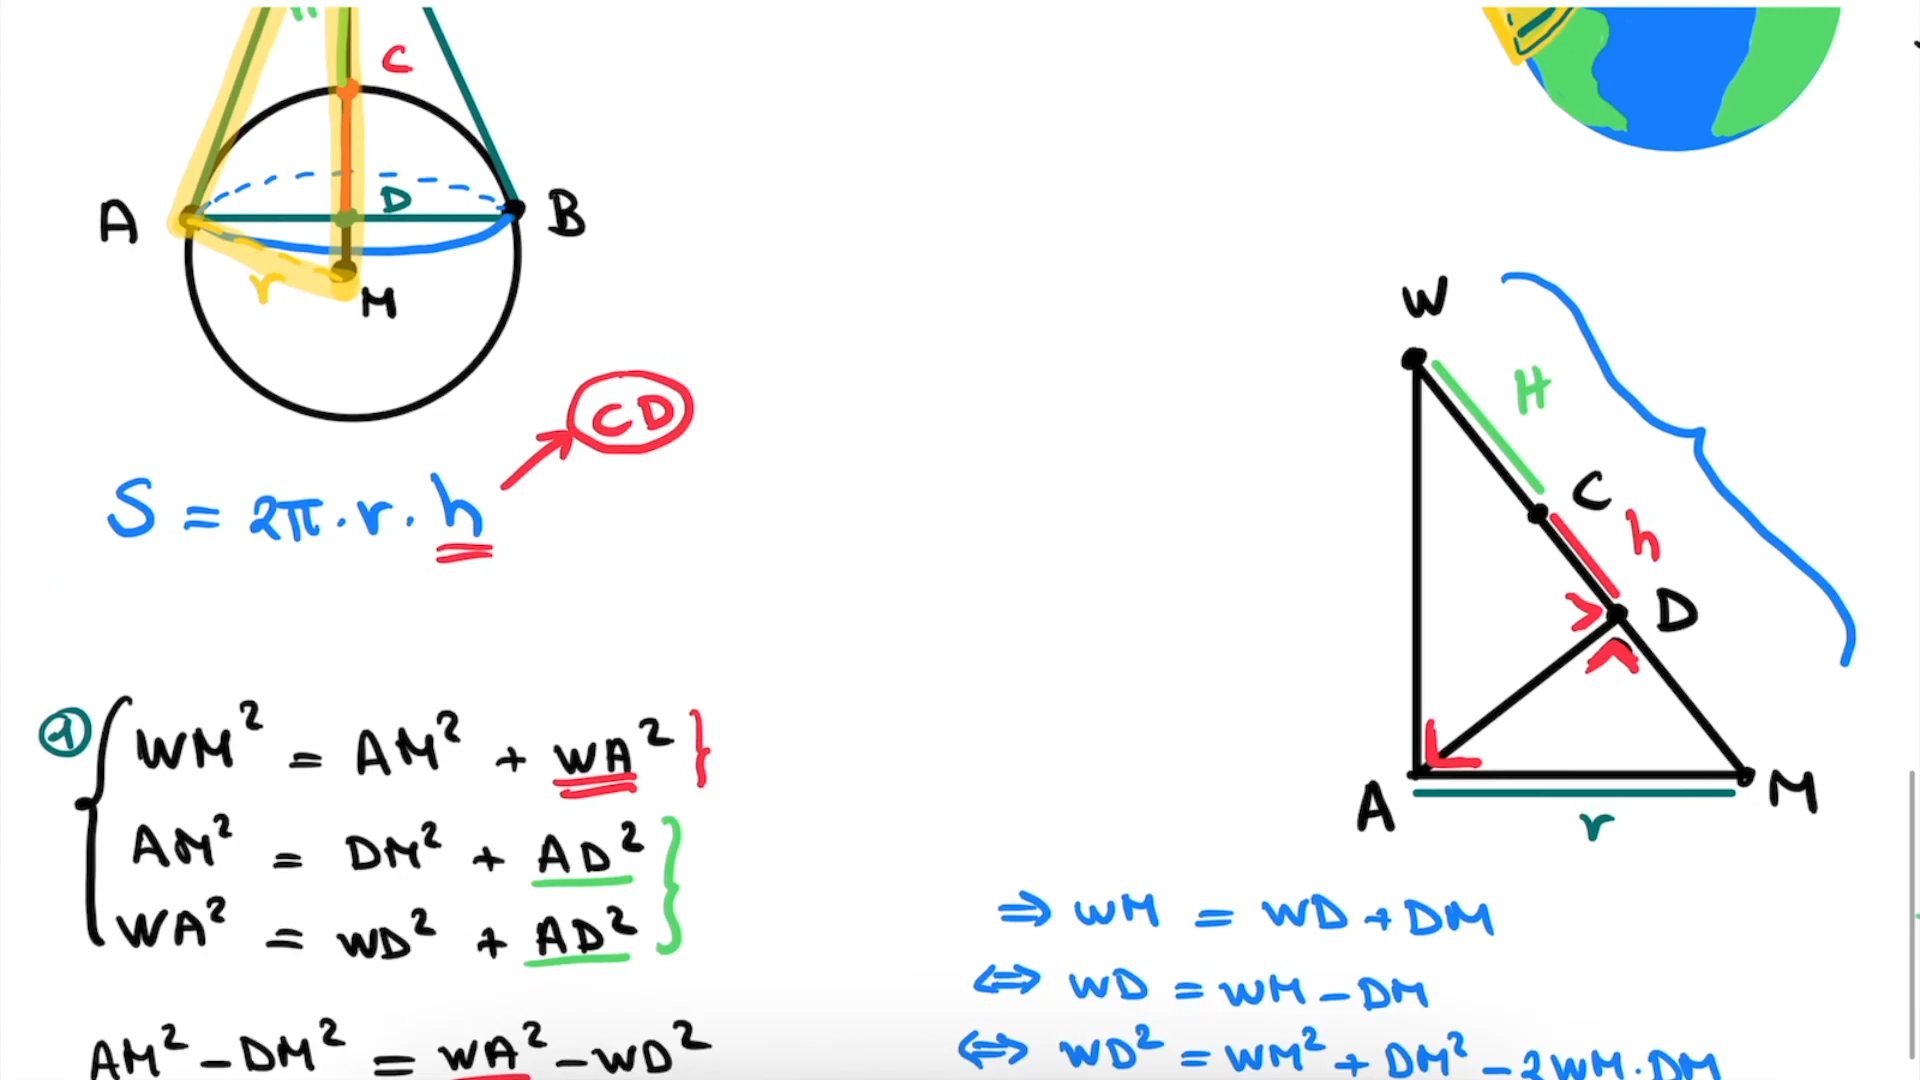 C
D
A
B
r
M
CD
S = 2π · r · h
W
H
C
h
D
A
M
r
① WM² = AM² + WA²
AM² = DM² + AD²
WA² = WD² + AD²
AM² - DM² = WA² - WD²
⇒ WM = WD + DM
⇔ WD = WM - DM
⇔ WD² = WM² + DM² - 2WM · DM